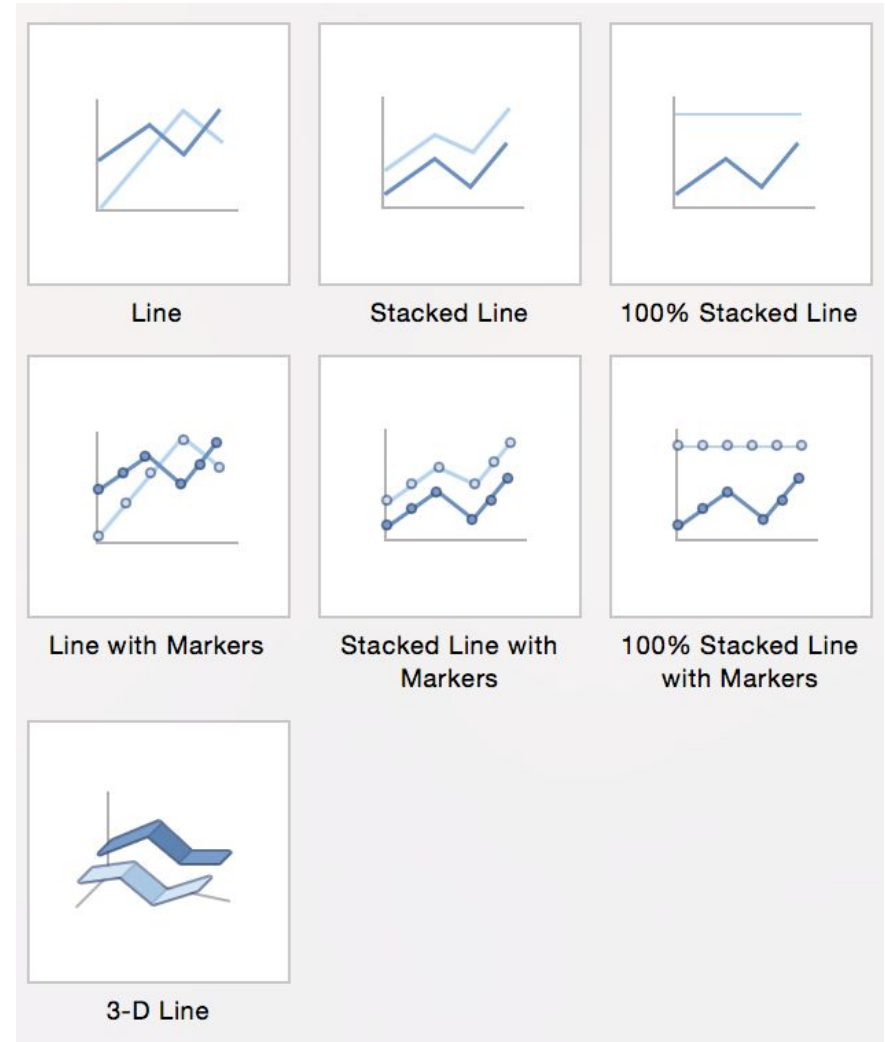 Line
Stacked Line
100% Stacked Line
Line with Markers
Stacked Line with
Markers
100% Stacked Line
with Markers
3-D Line